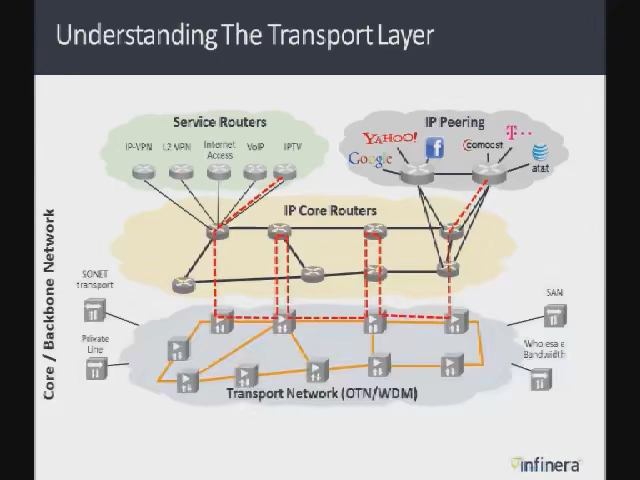 Understanding The Transport Layer
Service Routers
IP Peering
IP-VPN
L2 VPN
Internet
Access
VoIP
IPTV
YAHOO!
Google
f
comcast
T
at&t
IP Core Routers
Core / Backbone Network
SONET
transport
Private
Line
SAN
Wholesale
Bandwidth
Transport Network (OTN/WDM)
infinera